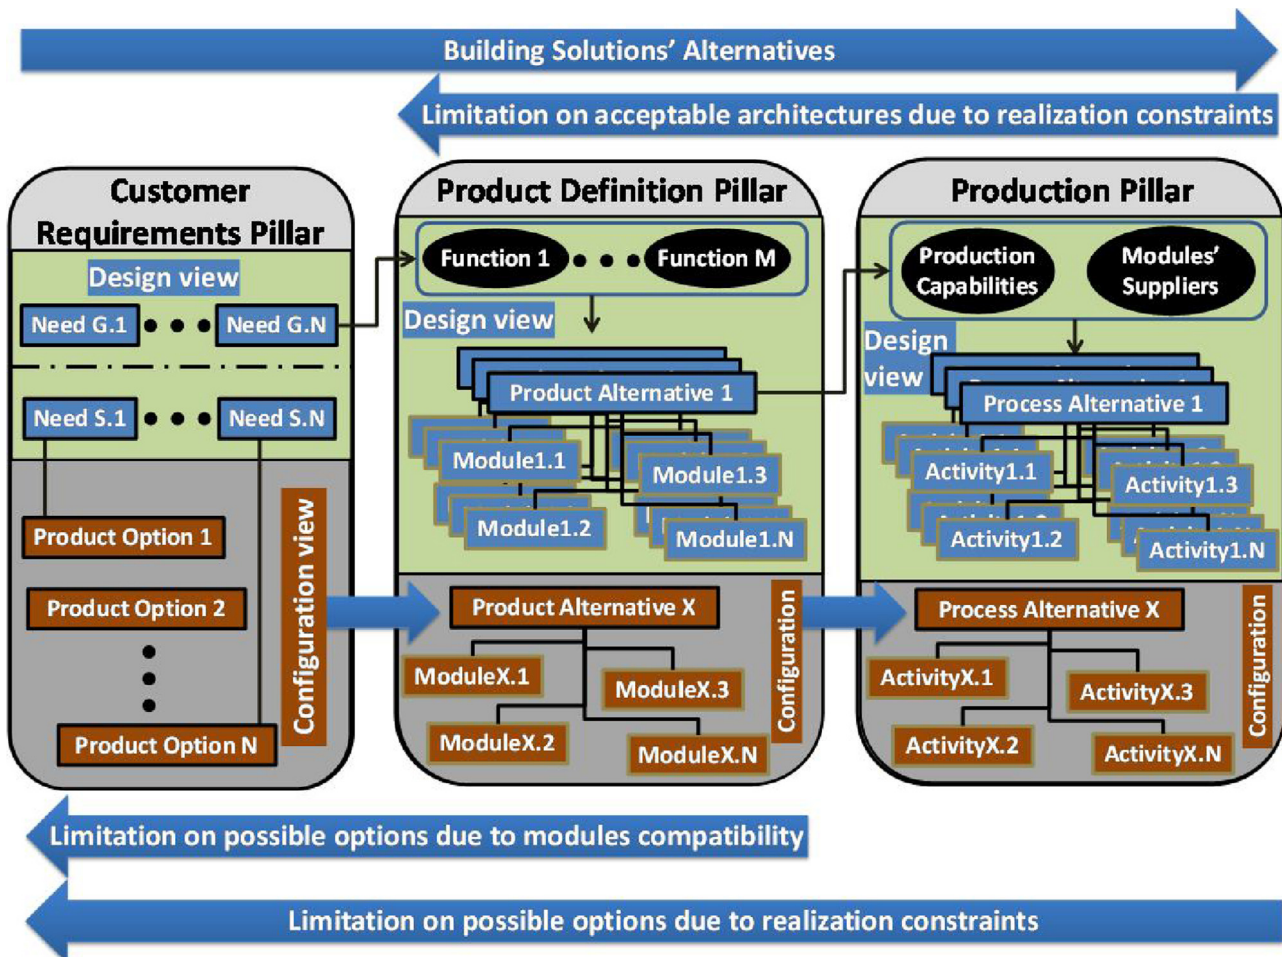 Building Solutions' Alternatives
Limitation on acceptable architectures due to realization constraints
Customer
Requirements Pillar
Design view
Need G.1
Need G.N
Need S.1
Need S.N
Product Option 1
Product Option 2
Product Option N
Configuration view
Product Definition Pillar
Function 1
Function M
Design view
Product Alternative 1
Module1.1
Module1.3
Module1.2
Module1.N
Product Alternative X
ModuleX.1
ModuleX.3
ModuleX.2
ModuleX.N
Configuration
Production Pillar
Production
Capabilities
Modules'
Suppliers
Design
view
Process Alternative 1
Activity1.1
Activity1.3
Activity1.2
Activity1.N
Process Alternative X
ActivityX.1
ActivityX.3
ActivityX.2
ActivityX.N
Configuration
Limitation on possible options due to modules compatibility
Limitation on possible options due to realization constraints